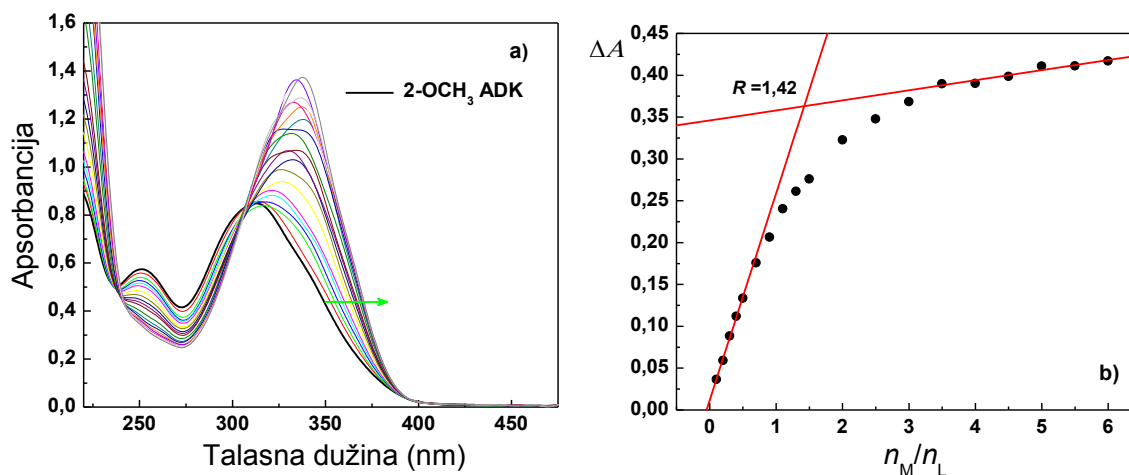 a)
2-OCH₃ ADK
Apsorbancija
1,6
1,4
1,2
1,0
0,8
0,6
0,4
0,2
0,0
250 300 350 400 450
Talasna dužina (nm)
b)
R =1,42
ΔA
0,45
0,40
0,35
0,30
0,25
0,20
0,15
0,10
0,05
0,00
0 1 2 3 4 5 6
n_M/n_L